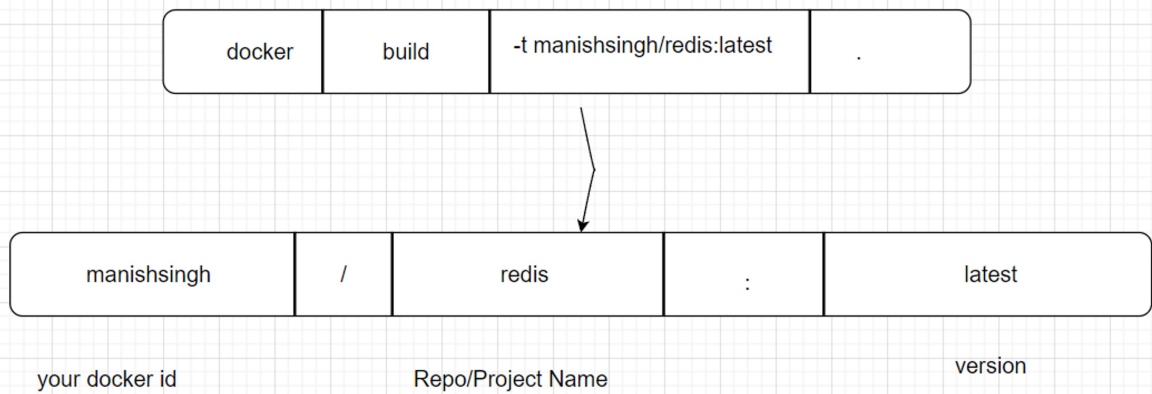 docker build -t manishsingh/redis:latest .
manishsingh / redis : latest
your docker id Repo/Project Name version